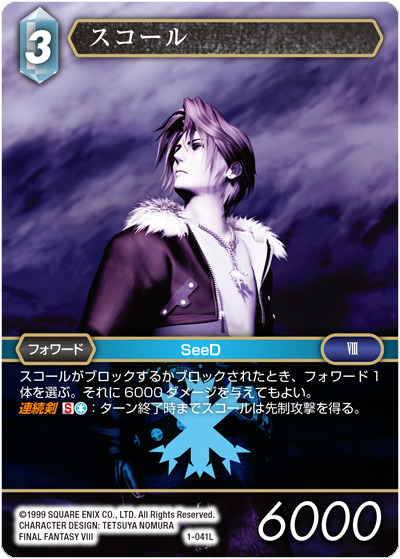 3
スコール
フォワード
SeeD
VIII
スコールがブロックするかブロックされたとき、フォワード1
体を選ぶ。それに6000ダメージを与えてもよい。
連続剣 S：ターン終了時までスコールは先制攻撃を得る。
©1999 SQUARE ENIX CO., LTD. All Rights Reserved.
CHARACTER DESIGN: TETSUYA NOMURA
FINAL FANTASY VIII
1-041L
6000